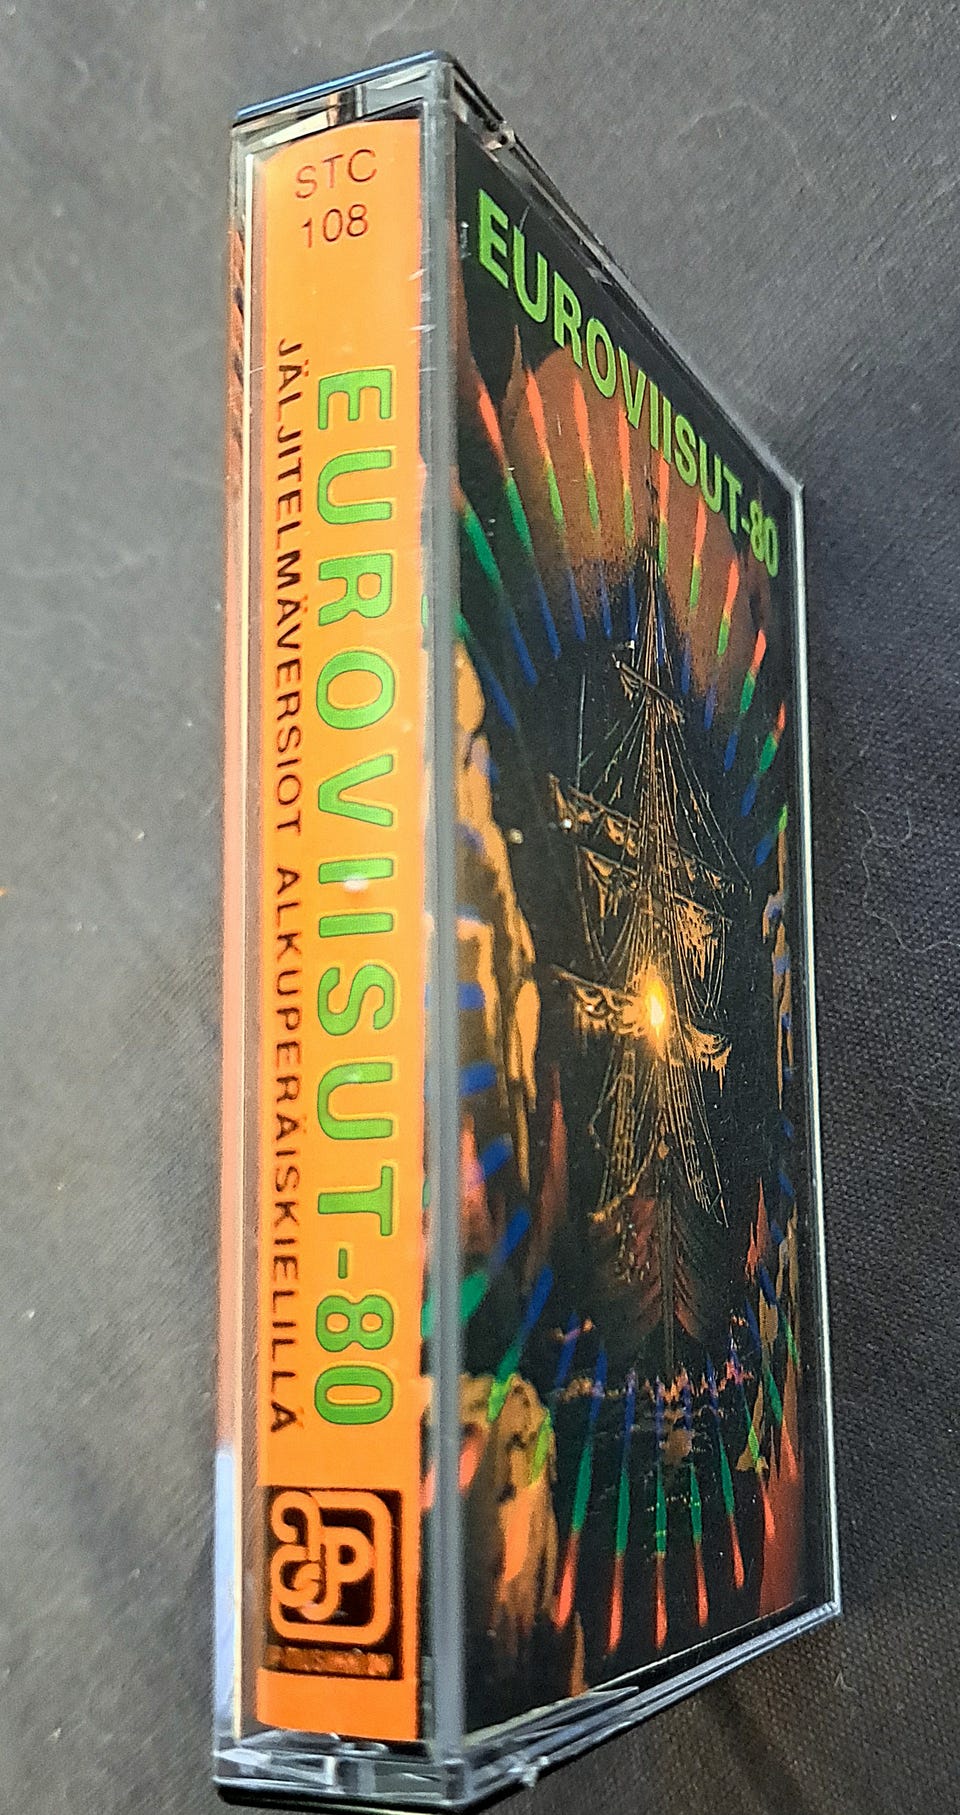 STC
108
EUROVIISUT-80
JÄLJITELMÄVERSIOT ALKUPERÄISKIELILLÄ
EUROVIISUT-80